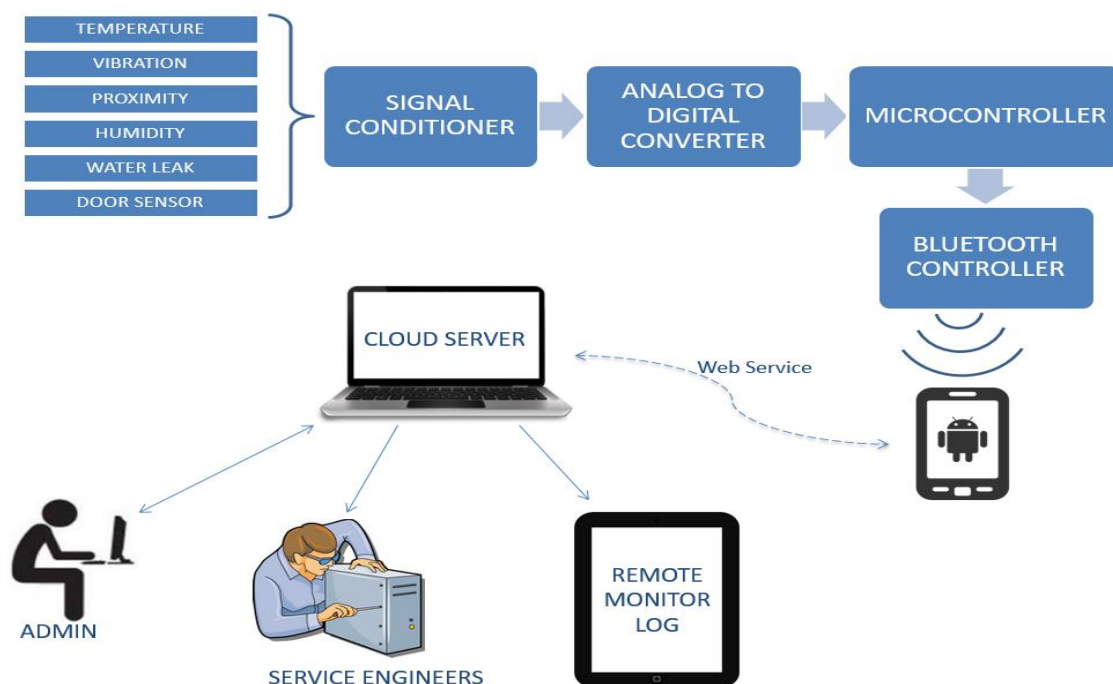 TEMPERATURE
VIBRATION
PROXIMITY
HUMIDITY
WATER LEAK
DOOR SENSOR
SIGNAL
CONDITIONER
ANALOG TO
DIGITAL
CONVERTER
MICROCONTROLLER
BLUETOOTH
CONTROLLER
CLOUD SERVER
Web Service
ADMIN
SERVICE ENGINEERS
REMOTE
MONITOR
LOG